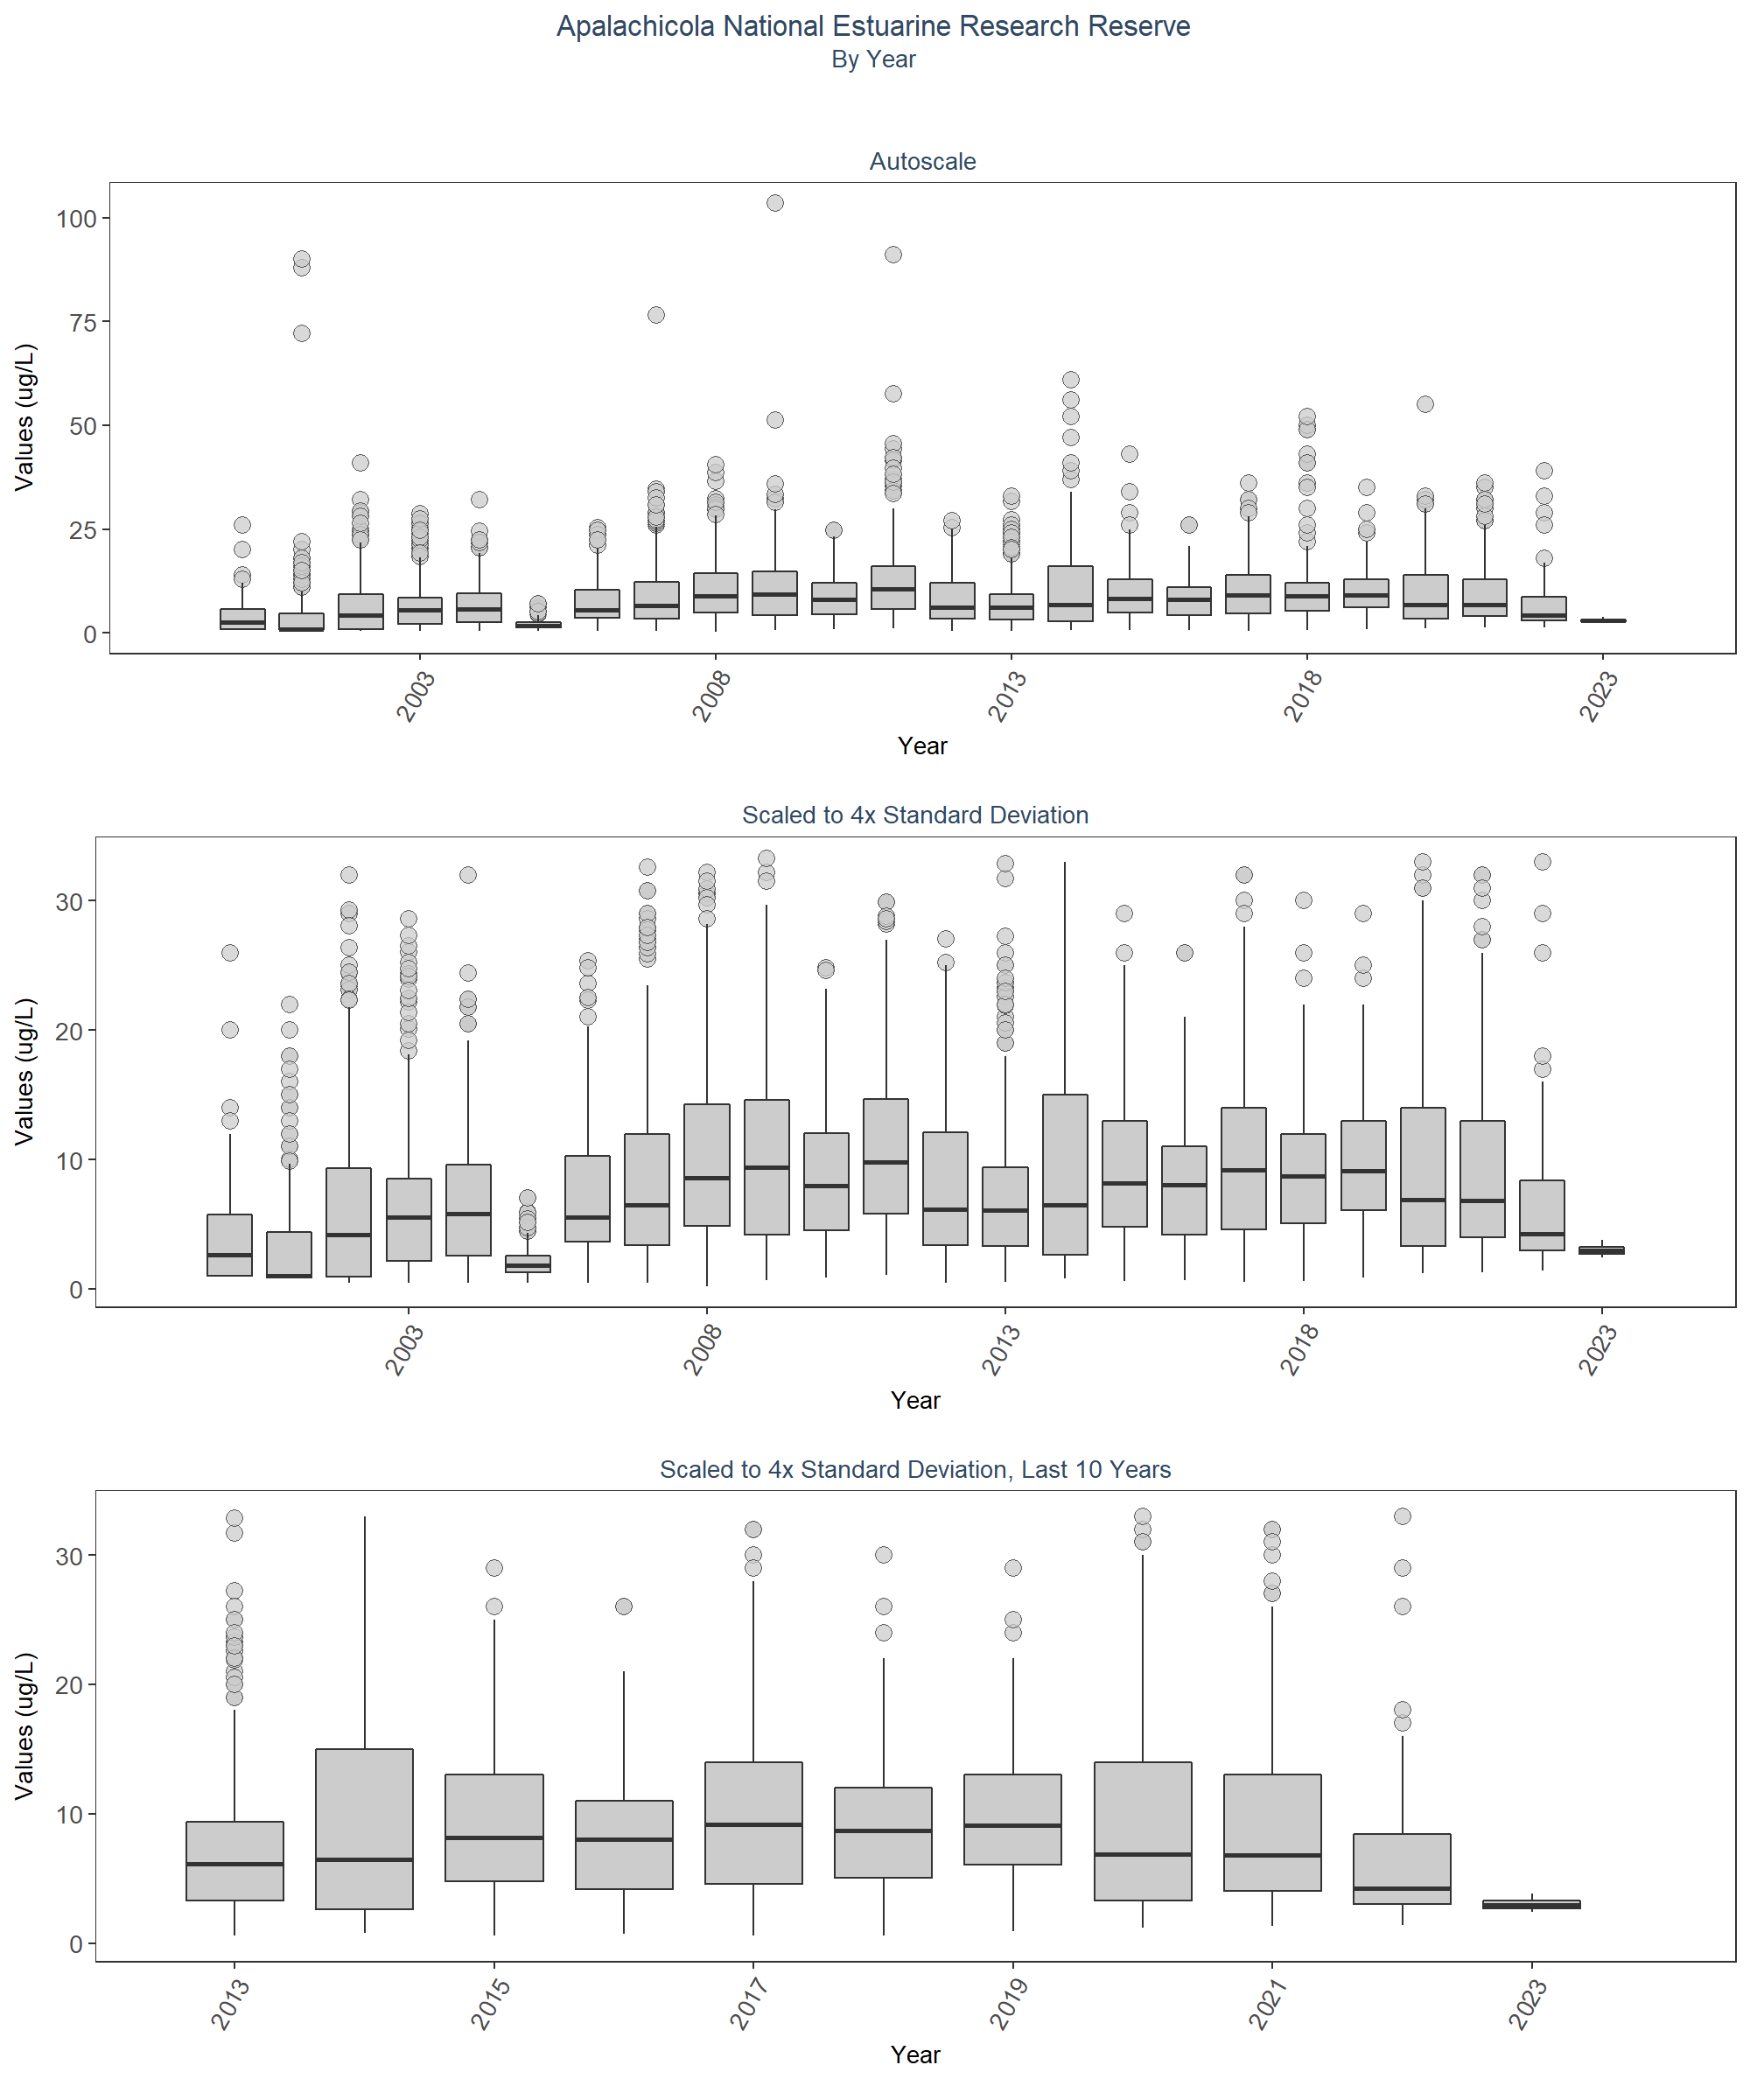 Apalachicola National Estuarine Research Reserve
By Year
Autoscale
Values (ug/L)
100
75
50
25
0
2003
2008
2013
2018
2023
Year
Scaled to 4x Standard Deviation
Values (ug/L)
30
20
10
0
2003
2008
2013
2018
2023
Year
Scaled to 4x Standard Deviation, Last 10 Years
Values (ug/L)
30
20
10
0
2013
2015
2017
2019
2021
2023
Year